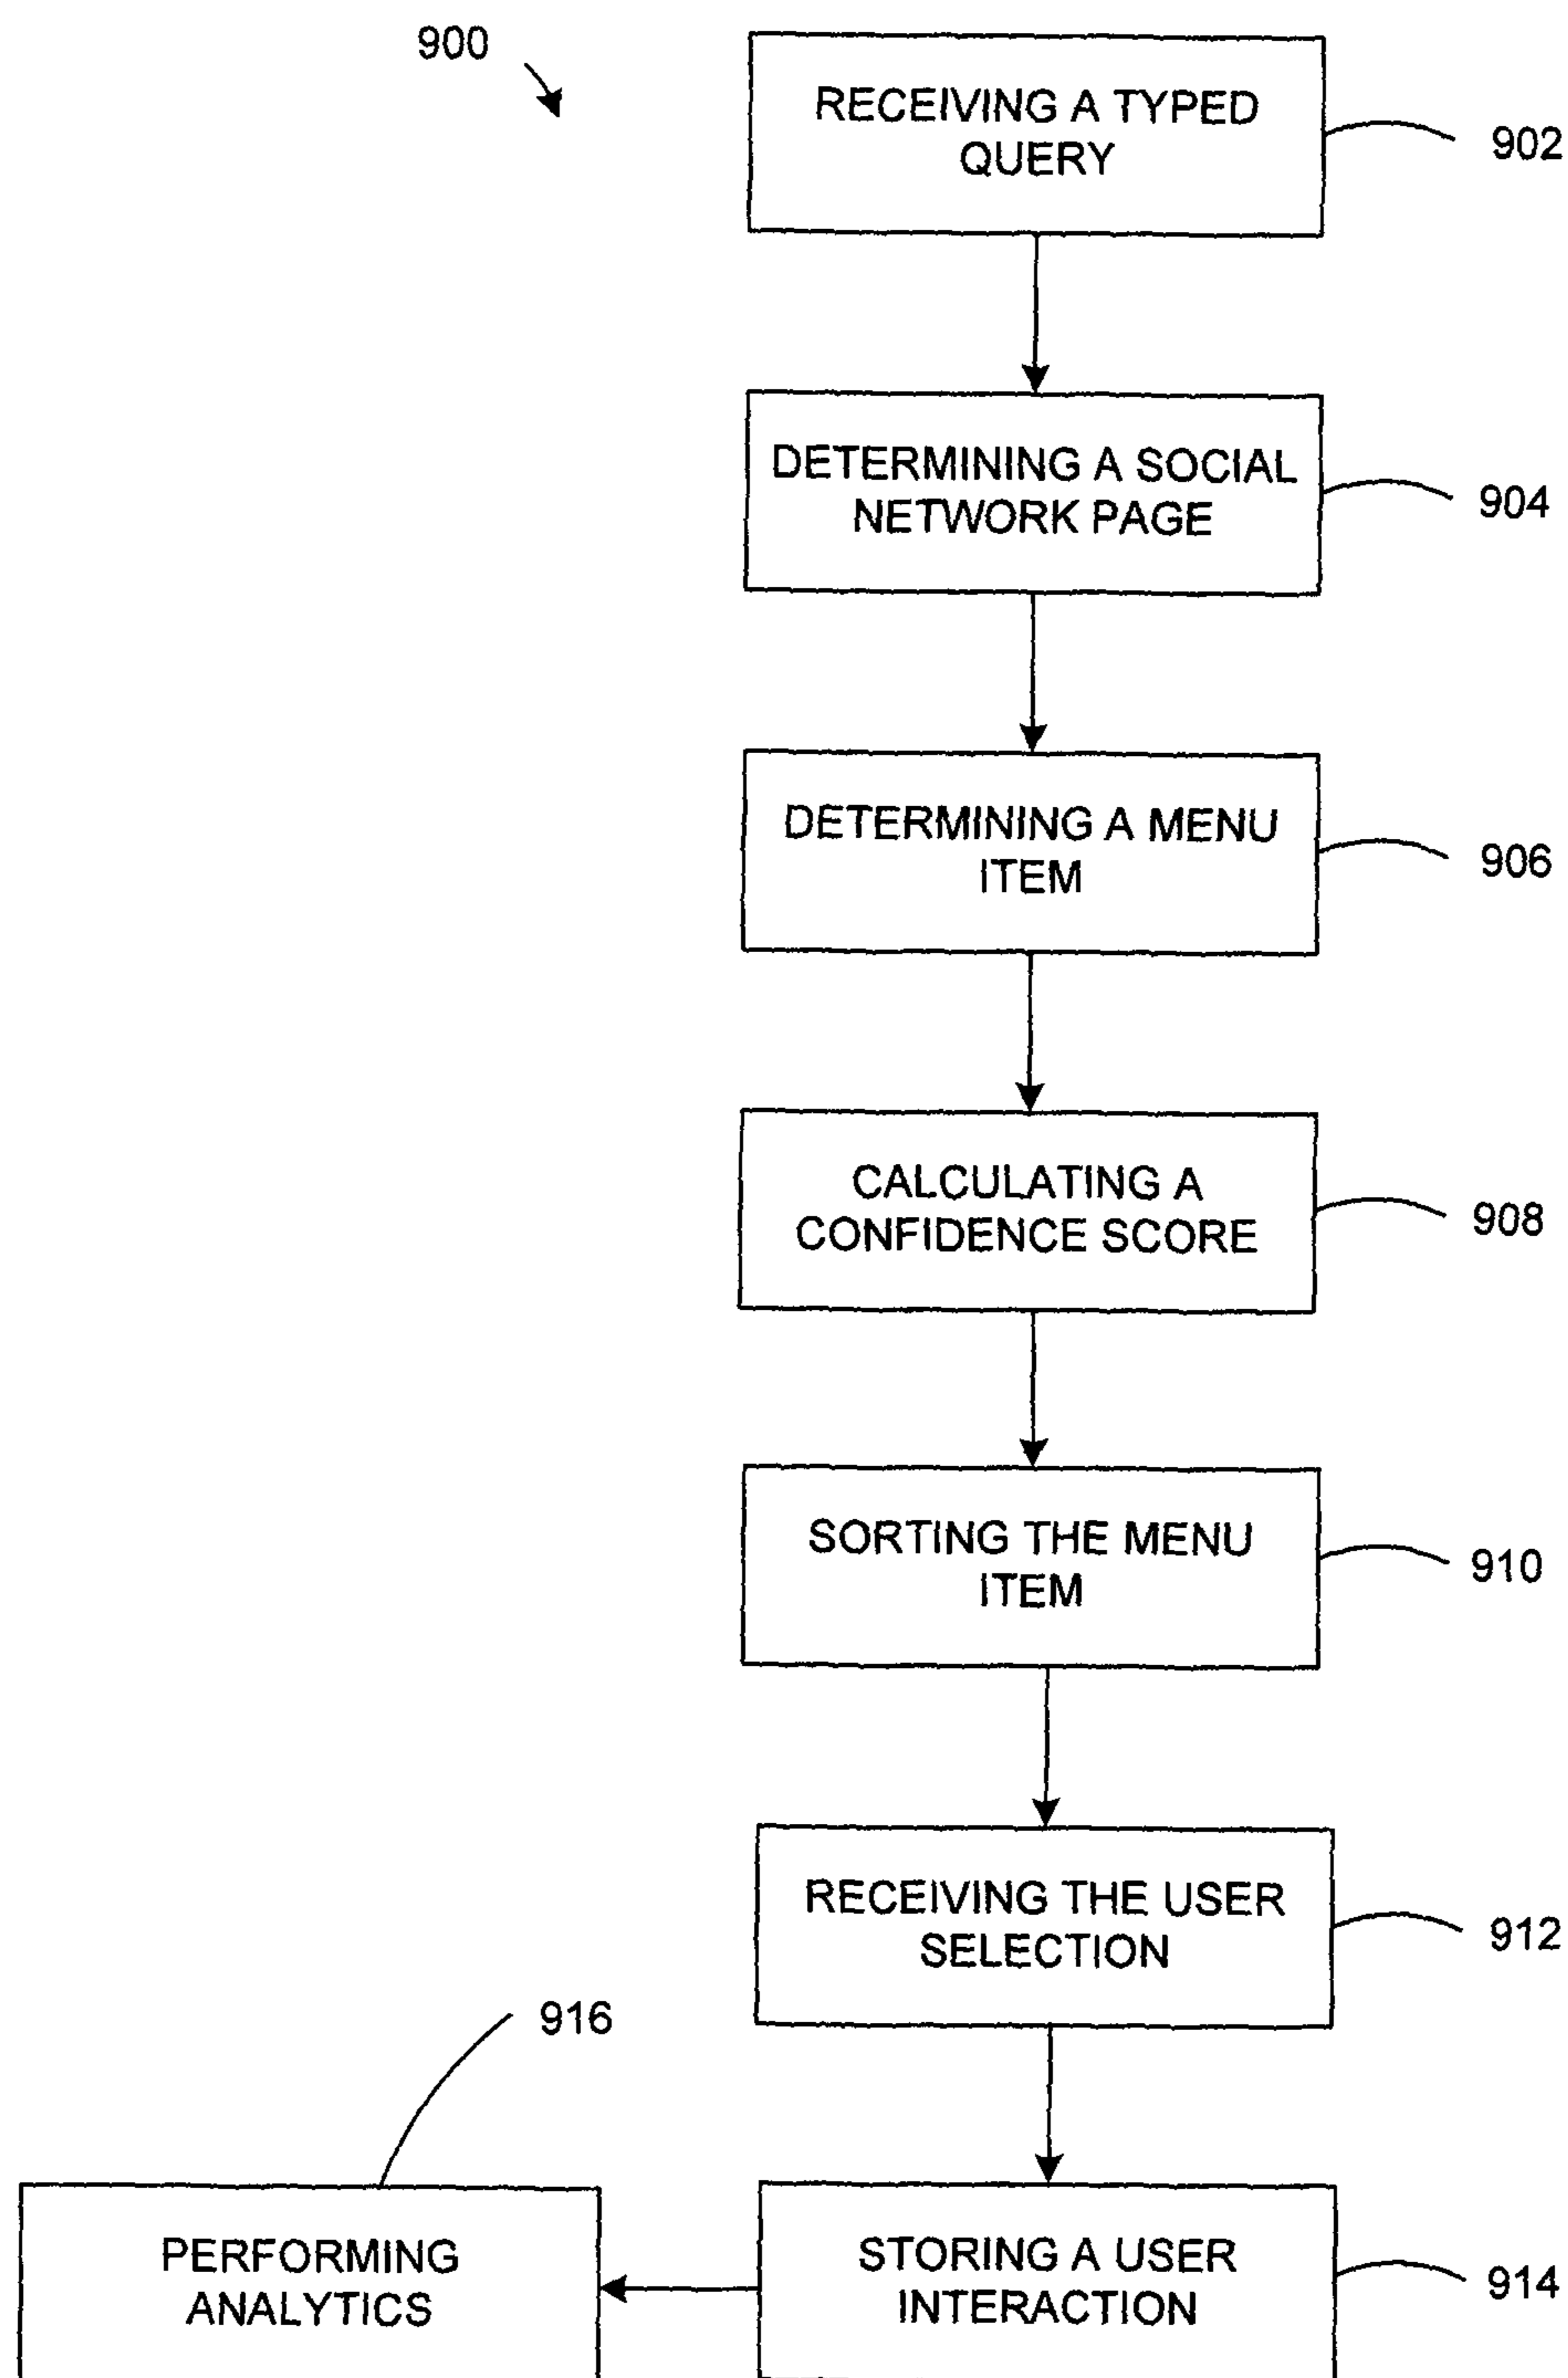 900
RECEIVING A TYPED
QUERY
902
DETERMINING A SOCIAL
NETWORK PAGE
904
DETERMINING A MENU
ITEM
906
CALCULATING A
CONFIDENCE SCORE
908
SORTING THE MENU
ITEM
910
RECEIVING THE USER
SELECTION
912
916
PERFORMING
ANALYTICS
STORING A USER
INTERACTION
914